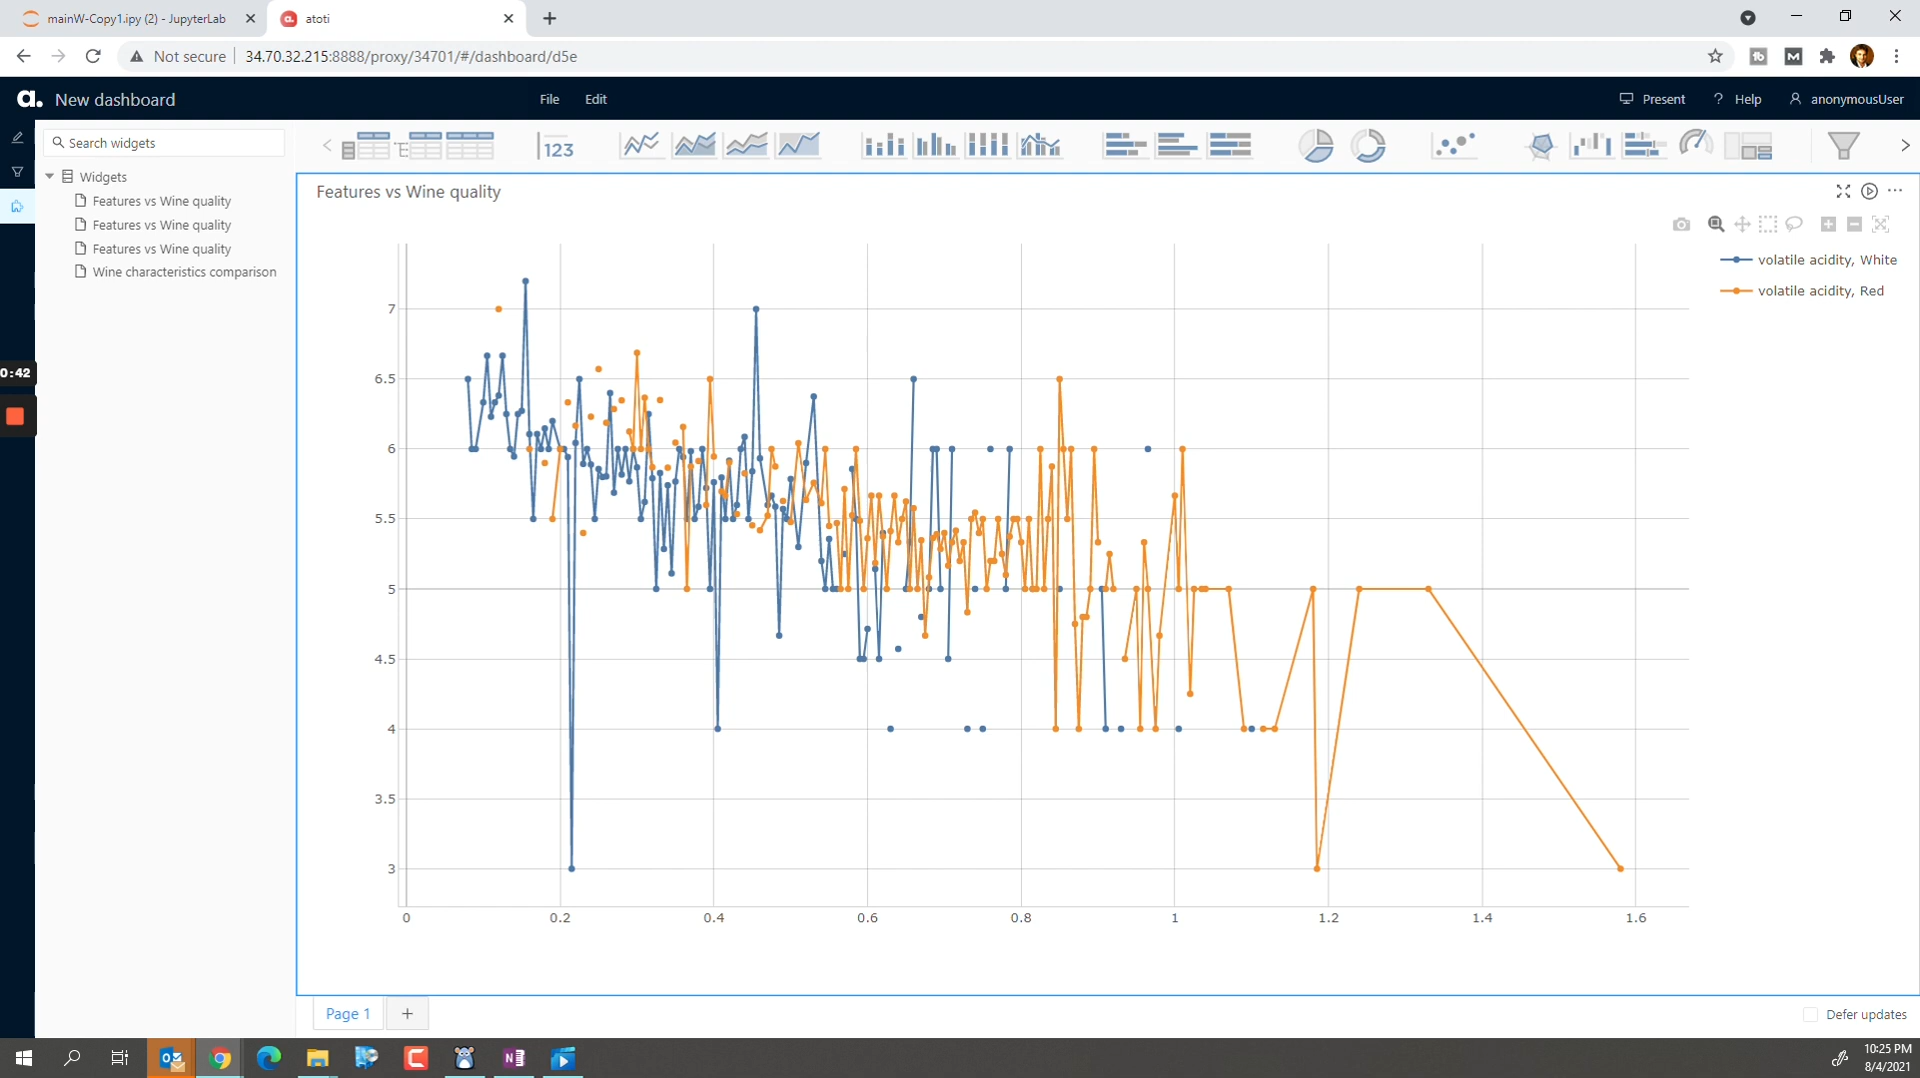 mainW-Copy1.ipy (2) - JupyterLab
atoti
Not secure
34.70.32.215:8888/proxy/34701/#/dashboard/d5e
a. New dashboard
File
Edit
Present
? Help
anonymousUser
Search widgets
123
Widgets
Features vs Wine quality
Features vs Wine quality
Features vs Wine quality
Wine characteristics comparison
0:42
Features vs Wine quality
volatile acidity, White
volatile acidity, Red
7
6.5
6
5.5
5
4.5
4
3.5
3
0
0.2
0.4
0.6
0.8
1
1.2
1.4
1.6
Page 1
+
Defer updates
10:25 PM
8/4/2021